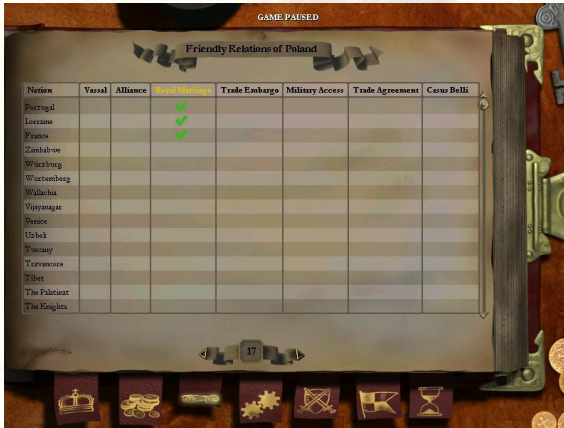 GAME PAUSED
Friendly Relations of Poland
Nation Vassal Alliance Royal Marriage Trade Embargo Military Access Trade Agreement Casus Belli
Portugal
Lorraine
France
Zimbabwe
Würzburg
Wurtemberg
Wallachia
Vijayanagar
Venice
Uzbek
Tuscany
Travancore
Tibet
The Palatinat
The Knights
17